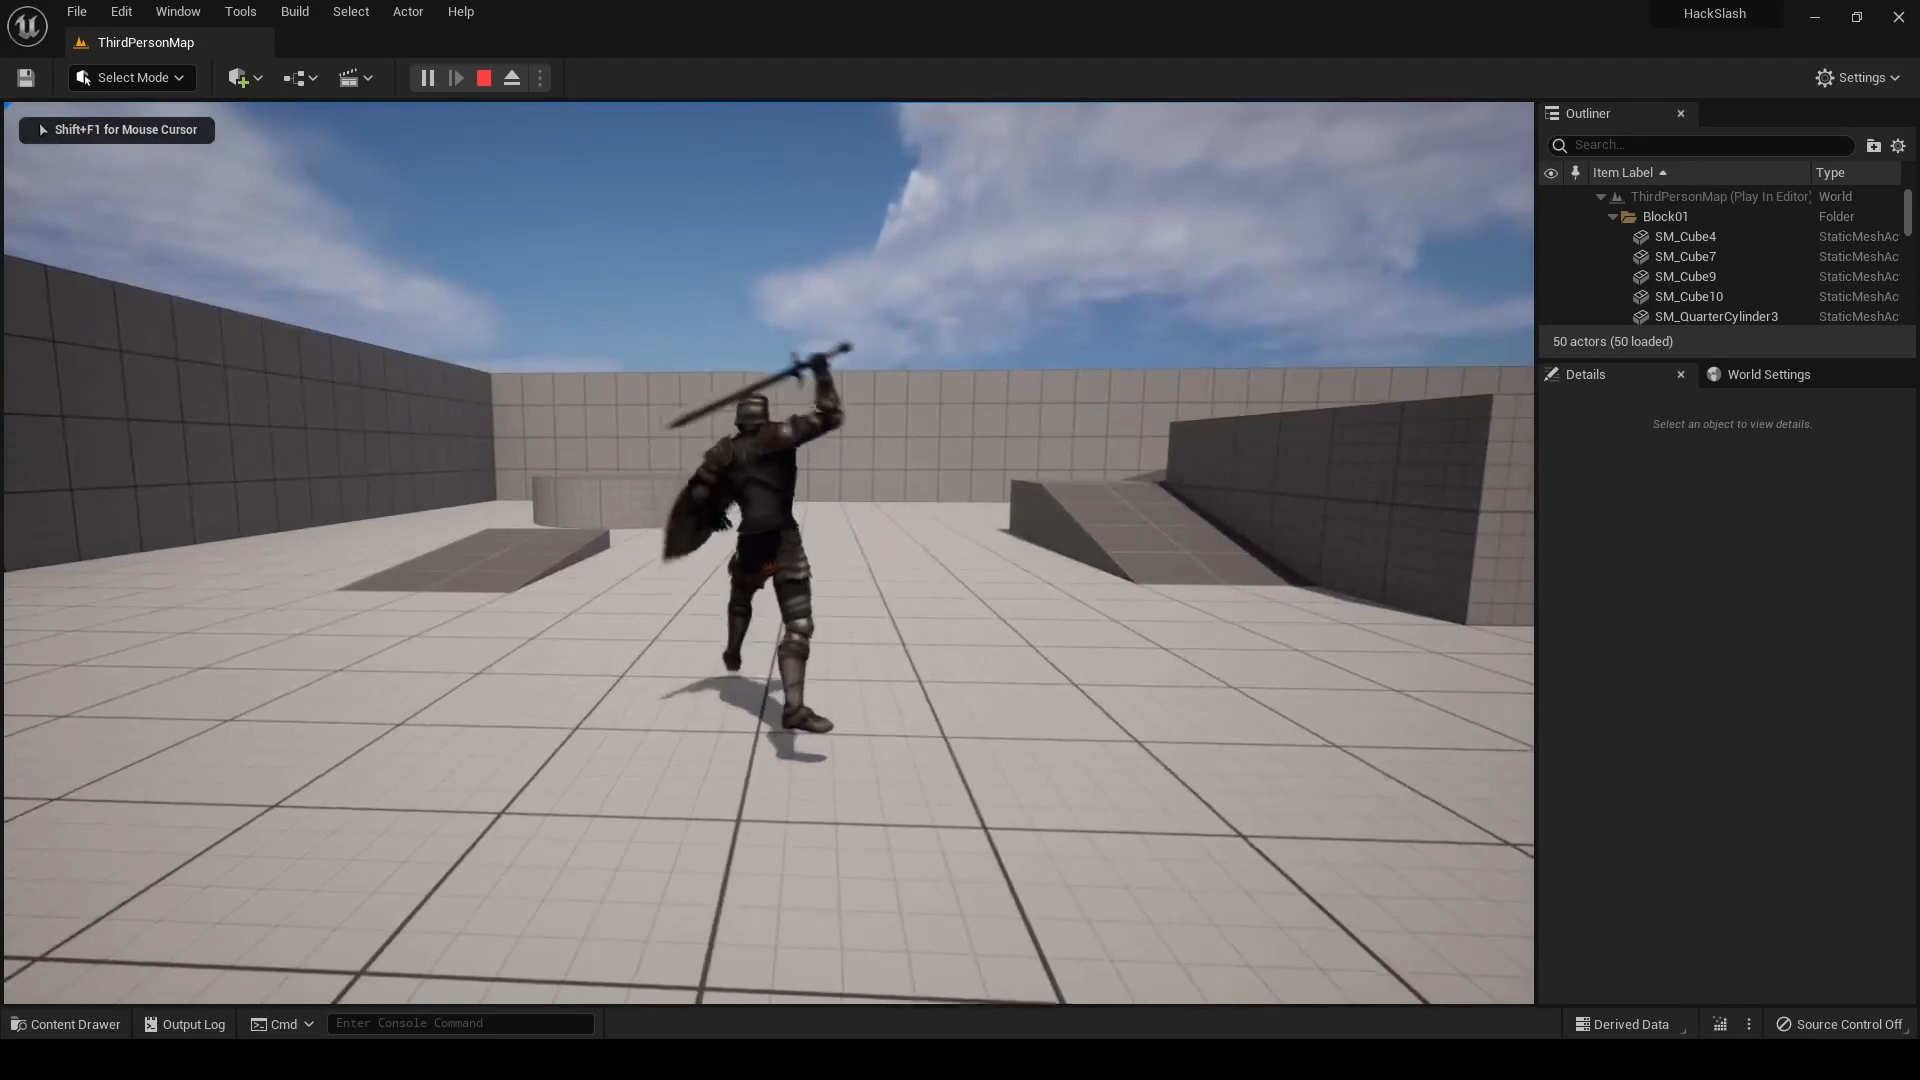 File Edit Window Tools Build Select Actor Help
HackSlash
ThirdPersonMap
Select Mode
Settings
Shift+F1 for Mouse Cursor
Outliner
Search...
Item Label Type
ThirdPersonMap (Play In Editor) World
Block01 Folder
SM_Cube4 StaticMeshAc
SM_Cube7 StaticMeshAc
SM_Cube9 StaticMeshAc
SM_Cube10 StaticMeshAc
SM_QuarterCylinder3 StaticMeshAc
50 actors (50 loaded)
Details World Settings
Select an object to view details.
Content Drawer Output Log Cmd Enter Console Command Derived Data Source Control Off